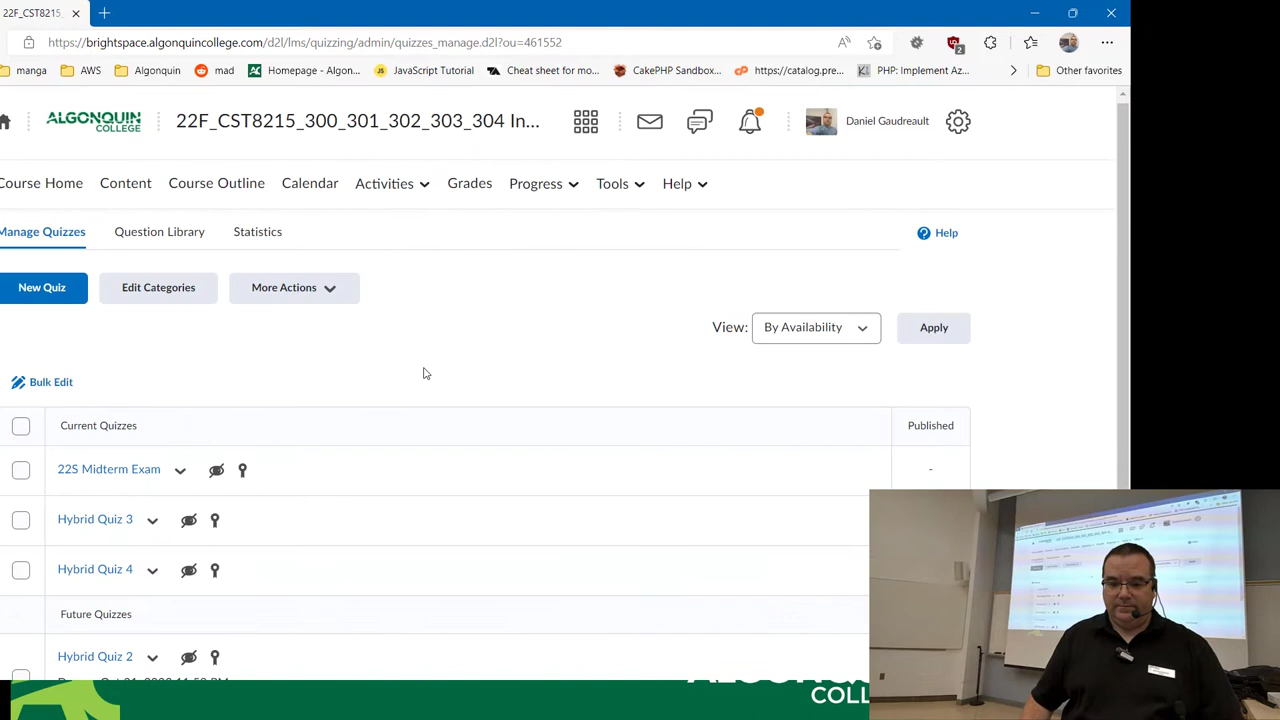 22F_CST8215_
https://brightspace.algonquincollege.com/d2l/lms/quizzing/admin/quizzes_manage.d2l?ou=461552
2
manga
AWS
Algonquin
mad
Homepage - Algon...
JavaScript Tutorial
Cheat sheet for mo...
CakePHP Sandbox...
https://catalog.pre...
PHP: Implement Az...
Other favorites
ALGONQUIN
COLLEGE
22F_CST8215_300_301_302_303_304 In...
Daniel Gaudreault
Course Home
Content
Course Outline
Calendar
Activities
Grades
Progress
Tools
Help
Manage Quizzes
Question Library
Statistics
Help
New Quiz
Edit Categories
More Actions
View:
By Availability
Apply
Bulk Edit
Current Quizzes
Published
22S Midterm Exam
-
Hybrid Quiz 3
Hybrid Quiz 4
Future Quizzes
Hybrid Quiz 2